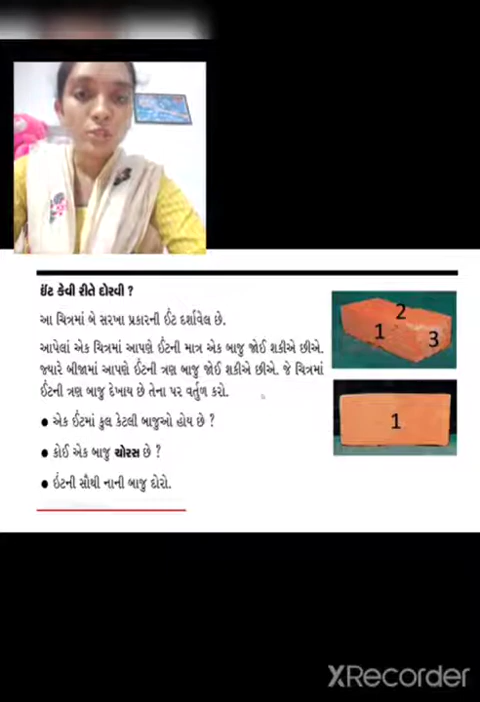 ઈંટ કેવી રીતે દોરવી ?
આ ચિત્રમાં બે સરખા પ્રકારની ઈંટ દર્શાવેલ છે.
આપેલાં એક ચિત્રમાં આપણે ઈંટની માત્ર એક બાજુ જોઈ શકીએ છીએ.
જ્યારે બીજામાં આપણે ઈંટની ત્રણ બાજુ જોઈ શકીએ છીએ. જે ચિત્રમાં
ઈંટની ત્રણ બાજુ દેખાય છે તેના પર વર્તુળ કરો.
• એક ઈંટમાં કુલ કેટલી બાજુઓ હોય છે ?
• કોઈ એક બાજુ ચોરસ છે ?
• ઈંટની સૌથી નાની બાજુ દોરો.
2
1
3
1
XRecorder